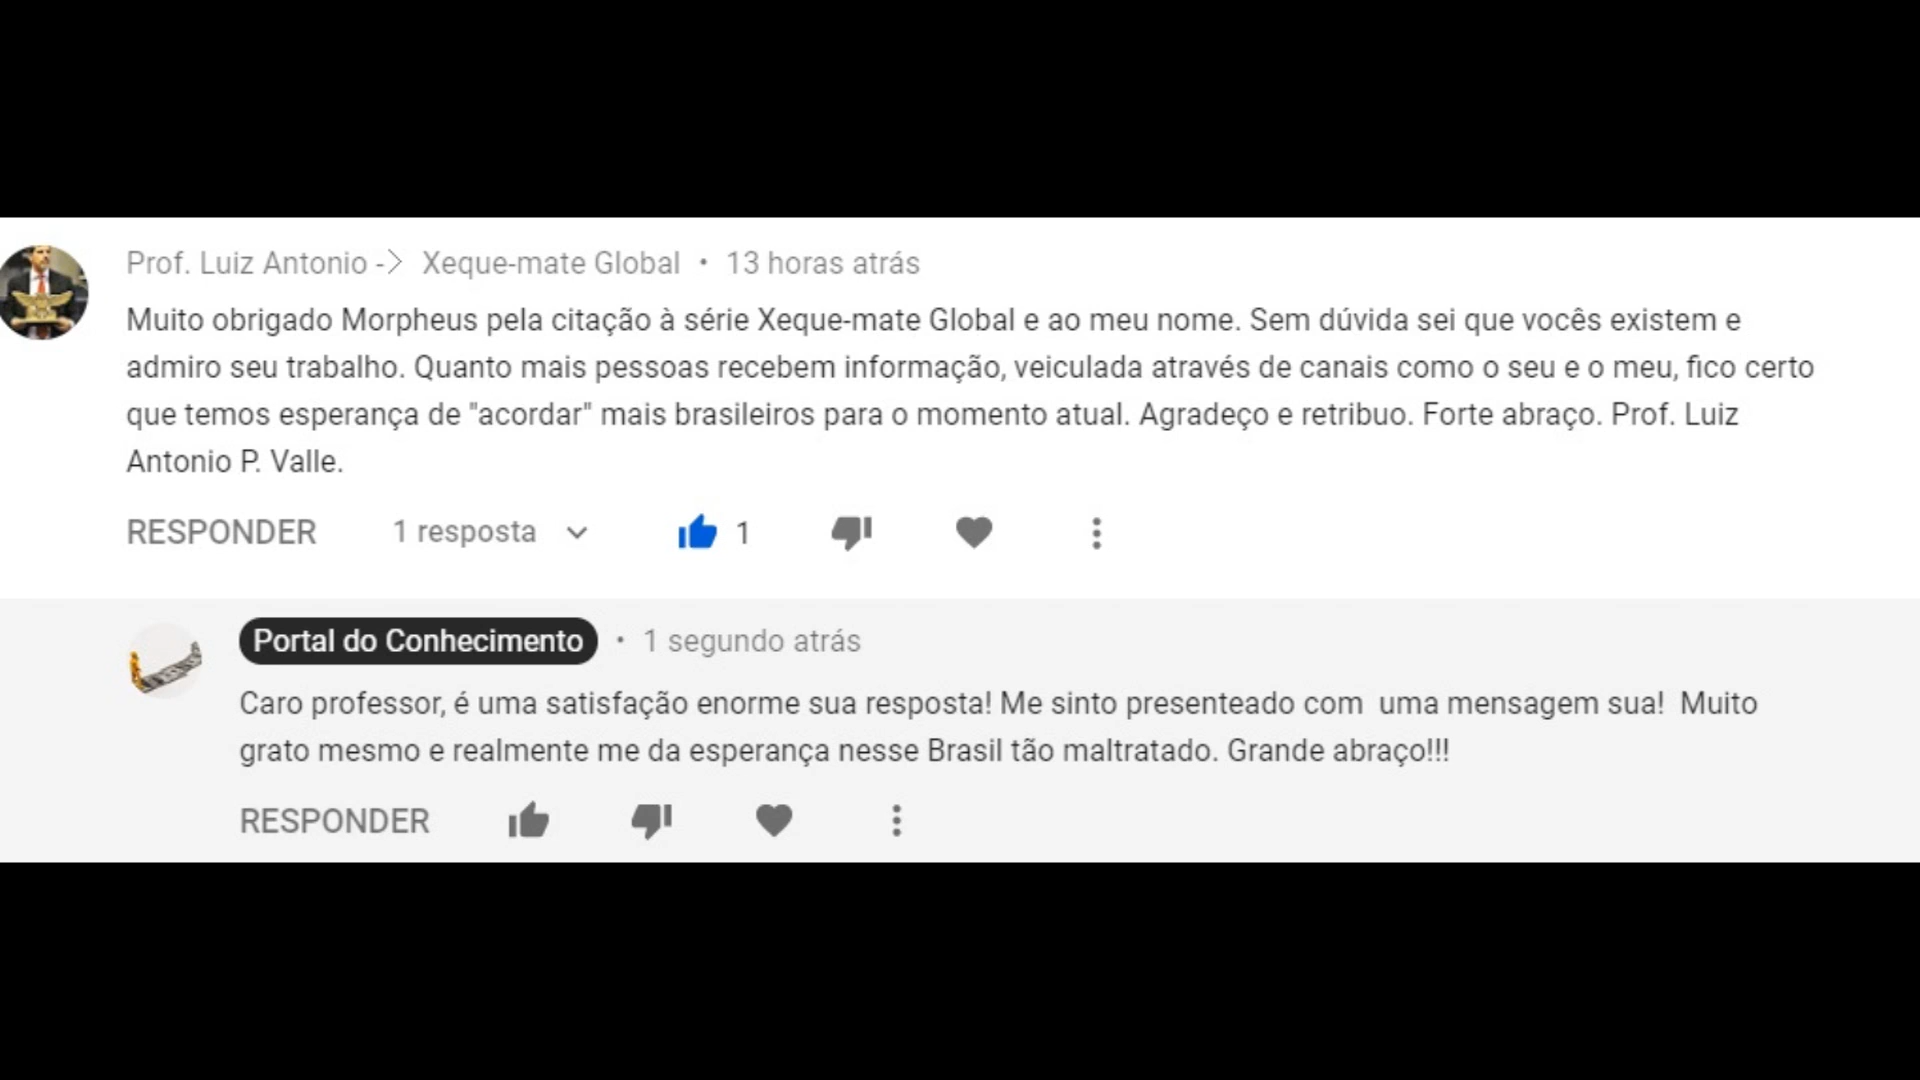 Prof. Luiz Antonio -> Xeque-mate Global • 13 horas atrás
Muito obrigado Morpheus pela citação à série Xeque-mate Global e ao meu nome. Sem dúvida sei que vocês existem e
admiro seu trabalho. Quanto mais pessoas recebem informação, veiculada através de canais como o seu e o meu, fico certo
que temos esperança de "acordar" mais brasileiros para o momento atual. Agradeço e retribuo. Forte abraço. Prof. Luiz
Antonio P. Valle.
RESPONDER 1 resposta 1
Portal do Conhecimento • 1 segundo atrás
Caro professor, é uma satisfação enorme sua resposta! Me sinto presenteado com  uma mensagem sua!  Muito
grato mesmo e realmente me da esperança nesse Brasil tão maltratado. Grande abraço!!!
RESPONDER